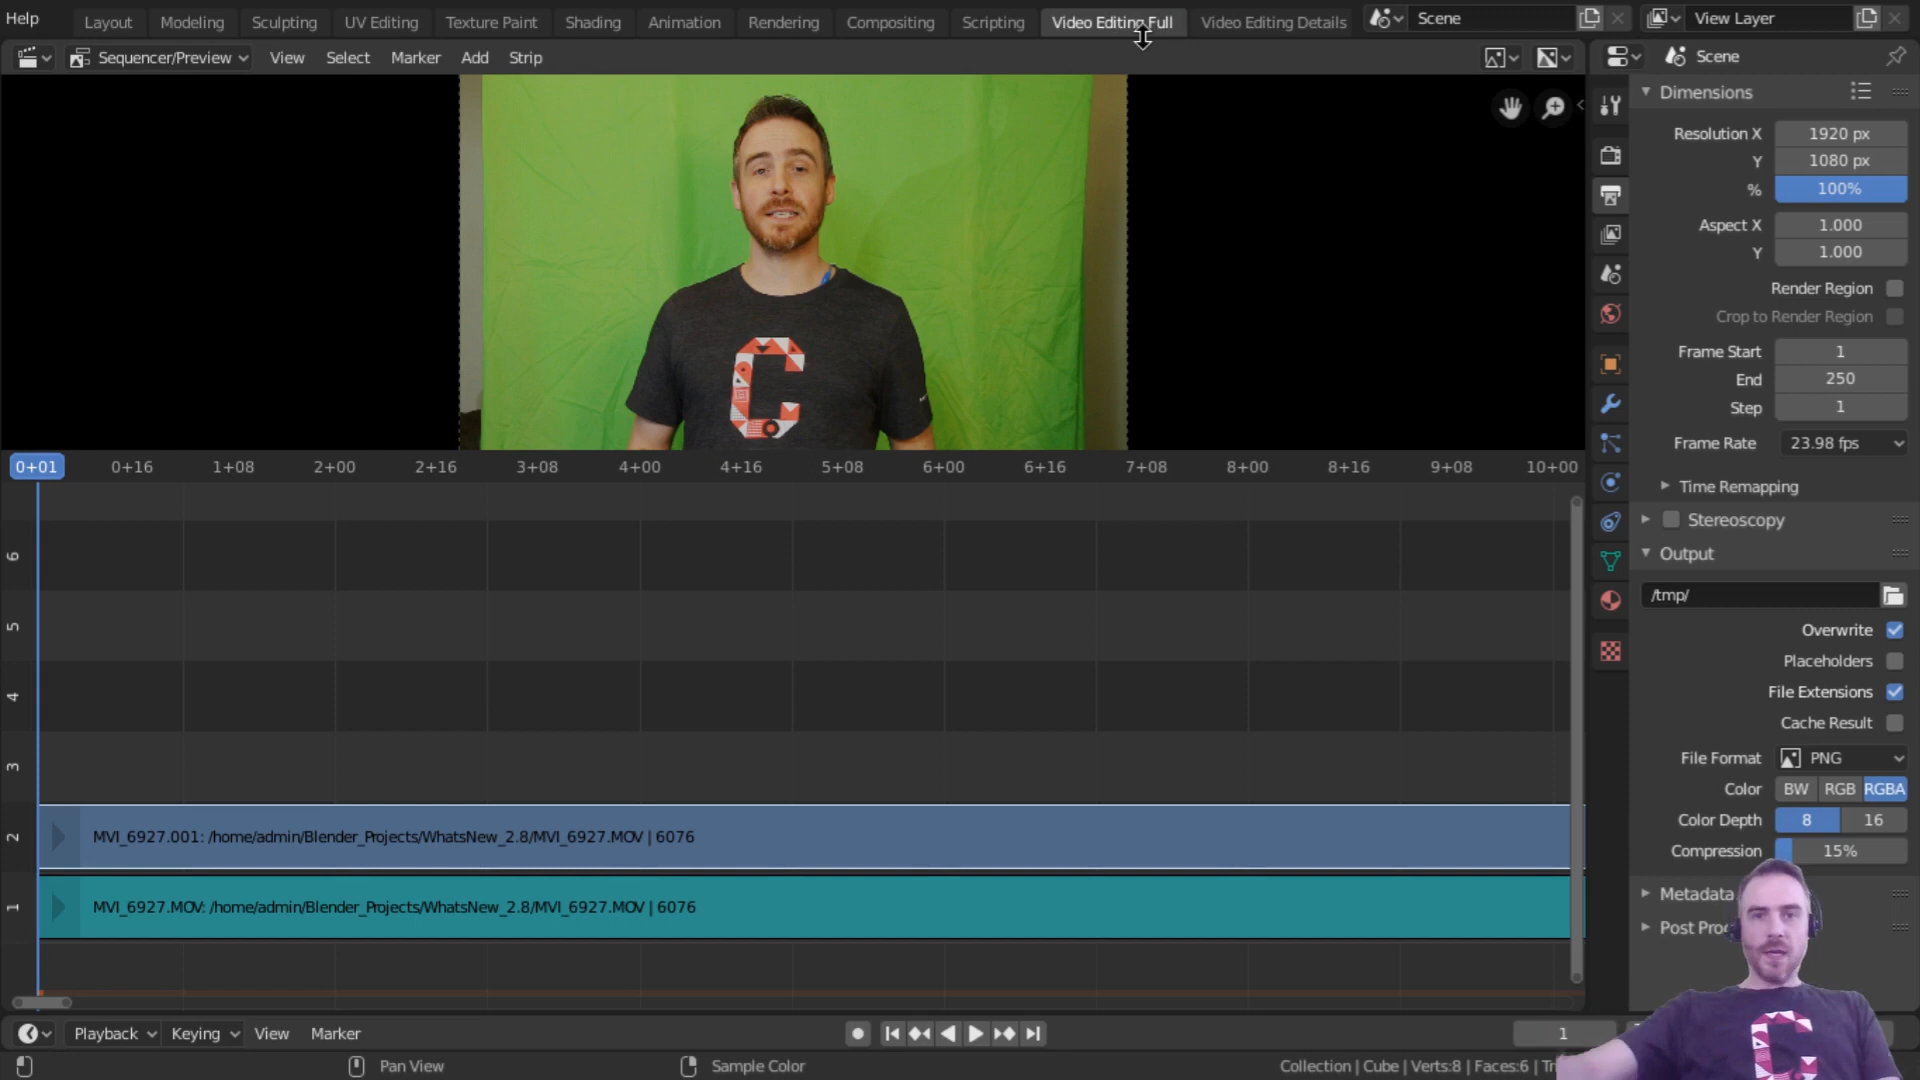 Help Layout Modeling Sculpting UV Editing Texture Paint Shading Animation Rendering Compositing Scripting Video Editing Full Video Editing Details Scene View Layer
Sequencer/Preview View Select Marker Add Strip
Scene
Dimensions
Resolution X 1920 px
Y 1080 px
% 100%
Aspect X 1.000
Y 1.000
Render Region
Crop to Render Region
Frame Start 1
End 250
Step 1
Frame Rate 23.98 fps
Time Remapping
Stereoscopy
Output
/tmp/
Overwrite
Placeholders
File Extensions
Cache Result
File Format PNG
Color BW RGB RGBA
Color Depth 8 16
Compression 15%
Metadata
Post
C
0+01 0+16 1+08 2+00 2+16 3+08 4+00 4+16 5+08 6+00 6+16 7+08 8+00 8+16 9+08 10+00
6
5
4
3
2 MVI_6927.001: /home/admin/Blender_Projects/WhatsNew_2.8/MVI_6927.MOV | 6076
1 MVI_6927.MOV: /home/admin/Blender_Projects/WhatsNew_2.8/MVI_6927.MOV | 6076
Playback Keying View Marker 1
Pan View Sample Color Collection | Cube | Verts:8 | Faces:6 |
C